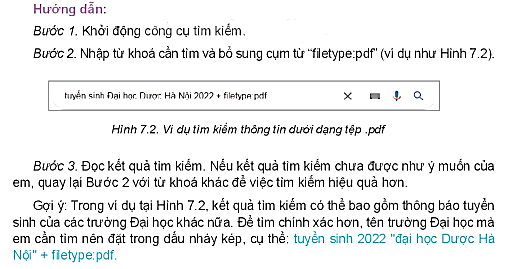 Hướng dẫn:
Bước 1. Khởi động công cụ tìm kiếm.
Bước 2. Nhập từ khoá cần tìm và bổ sung cụm từ “filetype:pdf” (ví dụ như Hình 7.2).
tuyển sinh Đại học Dược Hà Nội 2022 + filetype:pdf
Hình 7.2. Ví dụ tìm kiếm thông tin dưới dạng tệp .pdf
Bước 3. Đọc kết quả tìm kiếm. Nếu kết quả tìm kiếm chưa được như ý muốn của
em, quay lại Bước 2 với từ khoá khác để việc tìm kiếm hiệu quả hơn.
Gợi ý: Trong ví dụ tại Hình 7.2, kết quả tìm kiếm có thể bao gồm thông báo tuyển
sinh của các trường Đại học khác nữa. Để tìm chính xác hơn, tên trường Đại học mà
em cần tìm nên đặt trong dấu nháy kép, cụ thể: tuyển sinh 2022 "đại học Dược Hà
Nội" + filetype:pdf.